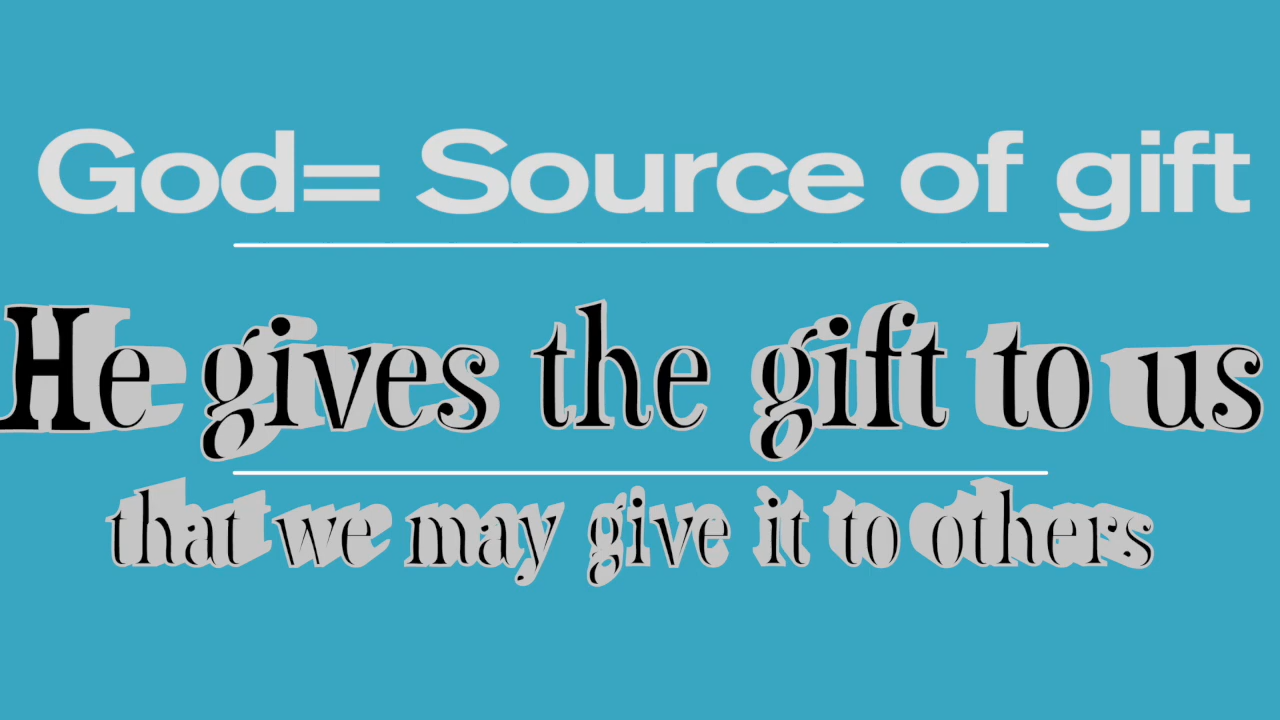 God= Source of gift
He gives the gift to us
that we may give it to others